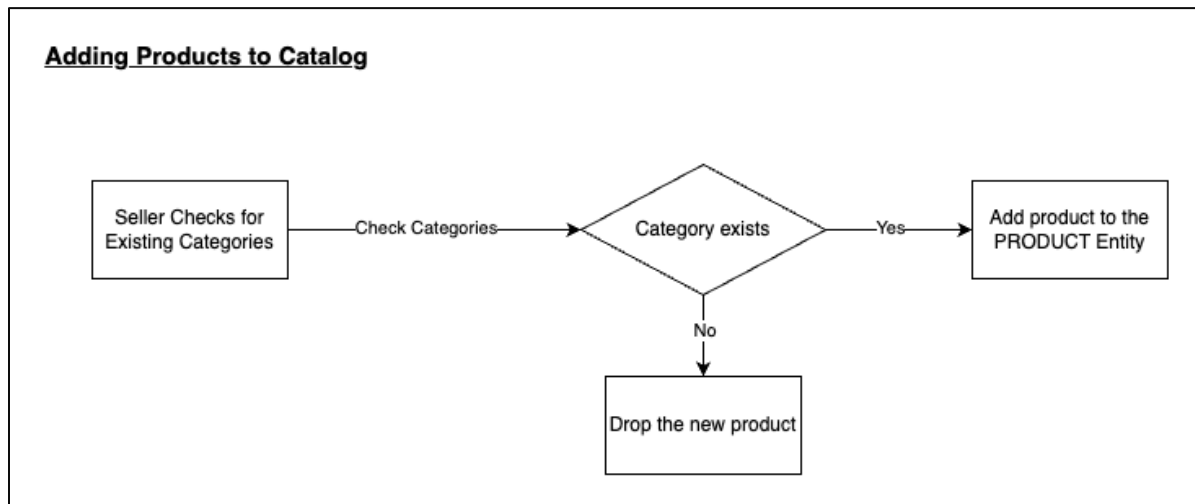 Adding Products to Catalog
Seller Checks for
Existing Categories
Check Categories
Category exists
Yes
Add product to the
PRODUCT Entity
No
Drop the new product